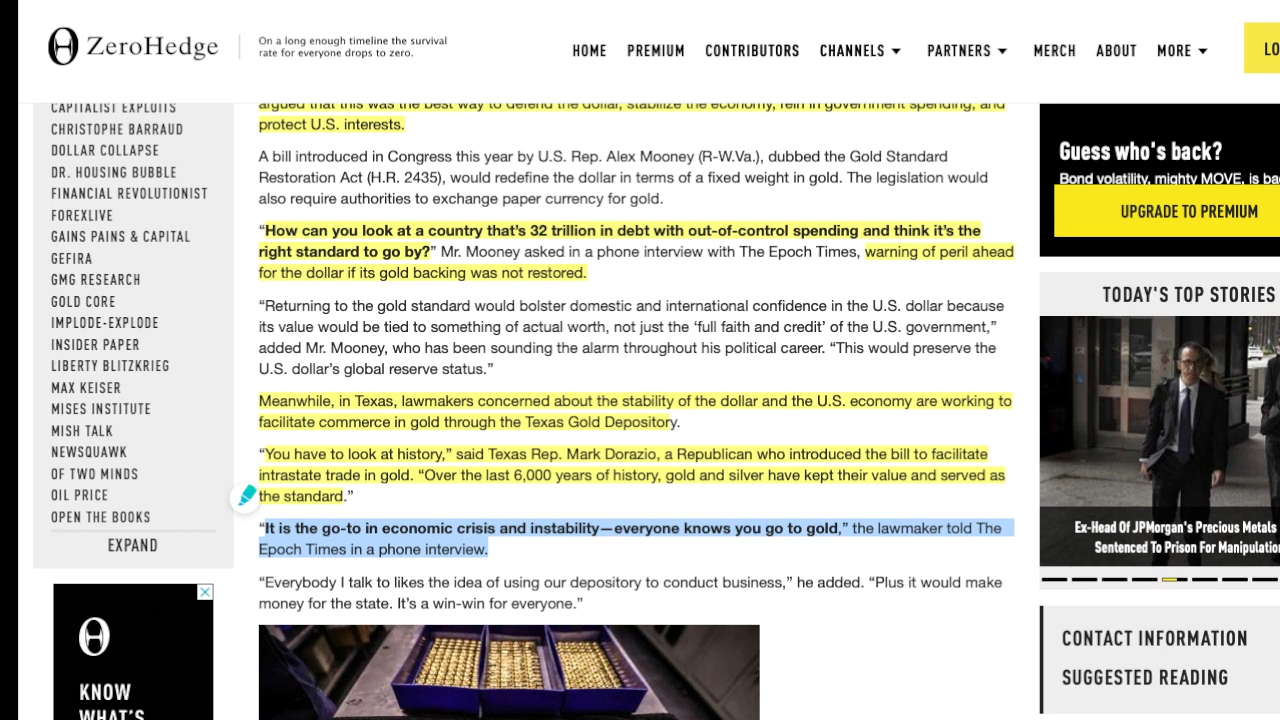 ZeroHedge
On a long enough timeline the survival
rate for everyone drops to zero.
HOME PREMIUM CONTRIBUTORS CHANNELS PARTNERS MERCH ABOUT MORE LO
CAPITALIST EXPLOITS
CHRISTOPHE BARRAUD
DOLLAR COLLAPSE
DR. HOUSING BUBBLE
FINANCIAL REVOLUTIONIST
FOREXLIVE
GAINS PAINS & CAPITAL
GEFIRA
GMG RESEARCH
GOLD CORE
IMPLODE-EXPLODE
INSIDER PAPER
LIBERTY BLITZKRIEG
MAX KEISER
MISES INSTITUTE
MISH TALK
NEWSQUAWK
OF TWO MINDS
OIL PRICE
OPEN THE BOOKS
EXPAND
KNOW
WHAT'S
argued that this was the best way to defend the dollar, stabilize the economy, rein in government spending, and
protect U.S. interests.
A bill introduced in Congress this year by U.S. Rep. Alex Mooney (R-W.Va.), dubbed the Gold Standard
Restoration Act (H.R. 2435), would redefine the dollar in terms of a fixed weight in gold. The legislation would
also require authorities to exchange paper currency for gold.
“How can you look at a country that’s 32 trillion in debt with out-of-control spending and think it’s the
right standard to go by?” Mr. Mooney asked in a phone interview with The Epoch Times, warning of peril ahead
for the dollar if its gold backing was not restored.
“Returning to the gold standard would bolster domestic and international confidence in the U.S. dollar because
its value would be tied to something of actual worth, not just the ‘full faith and credit’ of the U.S. government,”
added Mr. Mooney, who has been sounding the alarm throughout his political career. “This would preserve the
U.S. dollar’s global reserve status.”
Meanwhile, in Texas, lawmakers concerned about the stability of the dollar and the U.S. economy are working to
facilitate commerce in gold through the Texas Gold Depository.
“You have to look at history,” said Texas Rep. Mark Dorazio, a Republican who introduced the bill to facilitate
intrastate trade in gold. “Over the last 6,000 years of history, gold and silver have kept their value and served as
the standard.”
“It is the go-to in economic crisis and instability—everyone knows you go to gold,” the lawmaker told The
Epoch Times in a phone interview.
“Everybody I talk to likes the idea of using our depository to conduct business,” he added. “Plus it would make
money for the state. It’s a win-win for everyone.”
Guess who's back?
Bond volatility, mighty MOVE, is ba
UPGRADE TO PREMIUM
TODAY'S TOP STORIES
Ex-Head Of JPMorgan's Precious Metals
Sentenced To Prison For Manipulatio
CONTACT INFORMATION
SUGGESTED READING